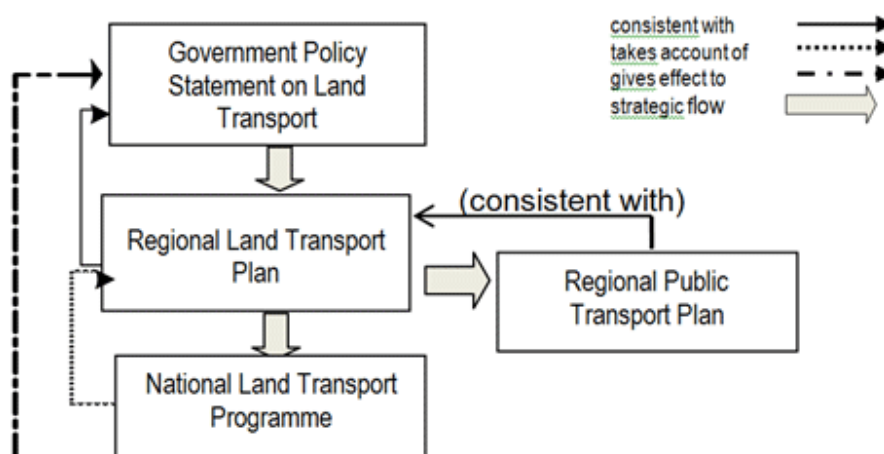 Government Policy
Statement on Land
Transport
consistent with
takes account of
gives effect to
strategic flow
(consistent with)
Regional Land Transport
Plan
Regional Public
Transport Plan
National Land Transport
Programme